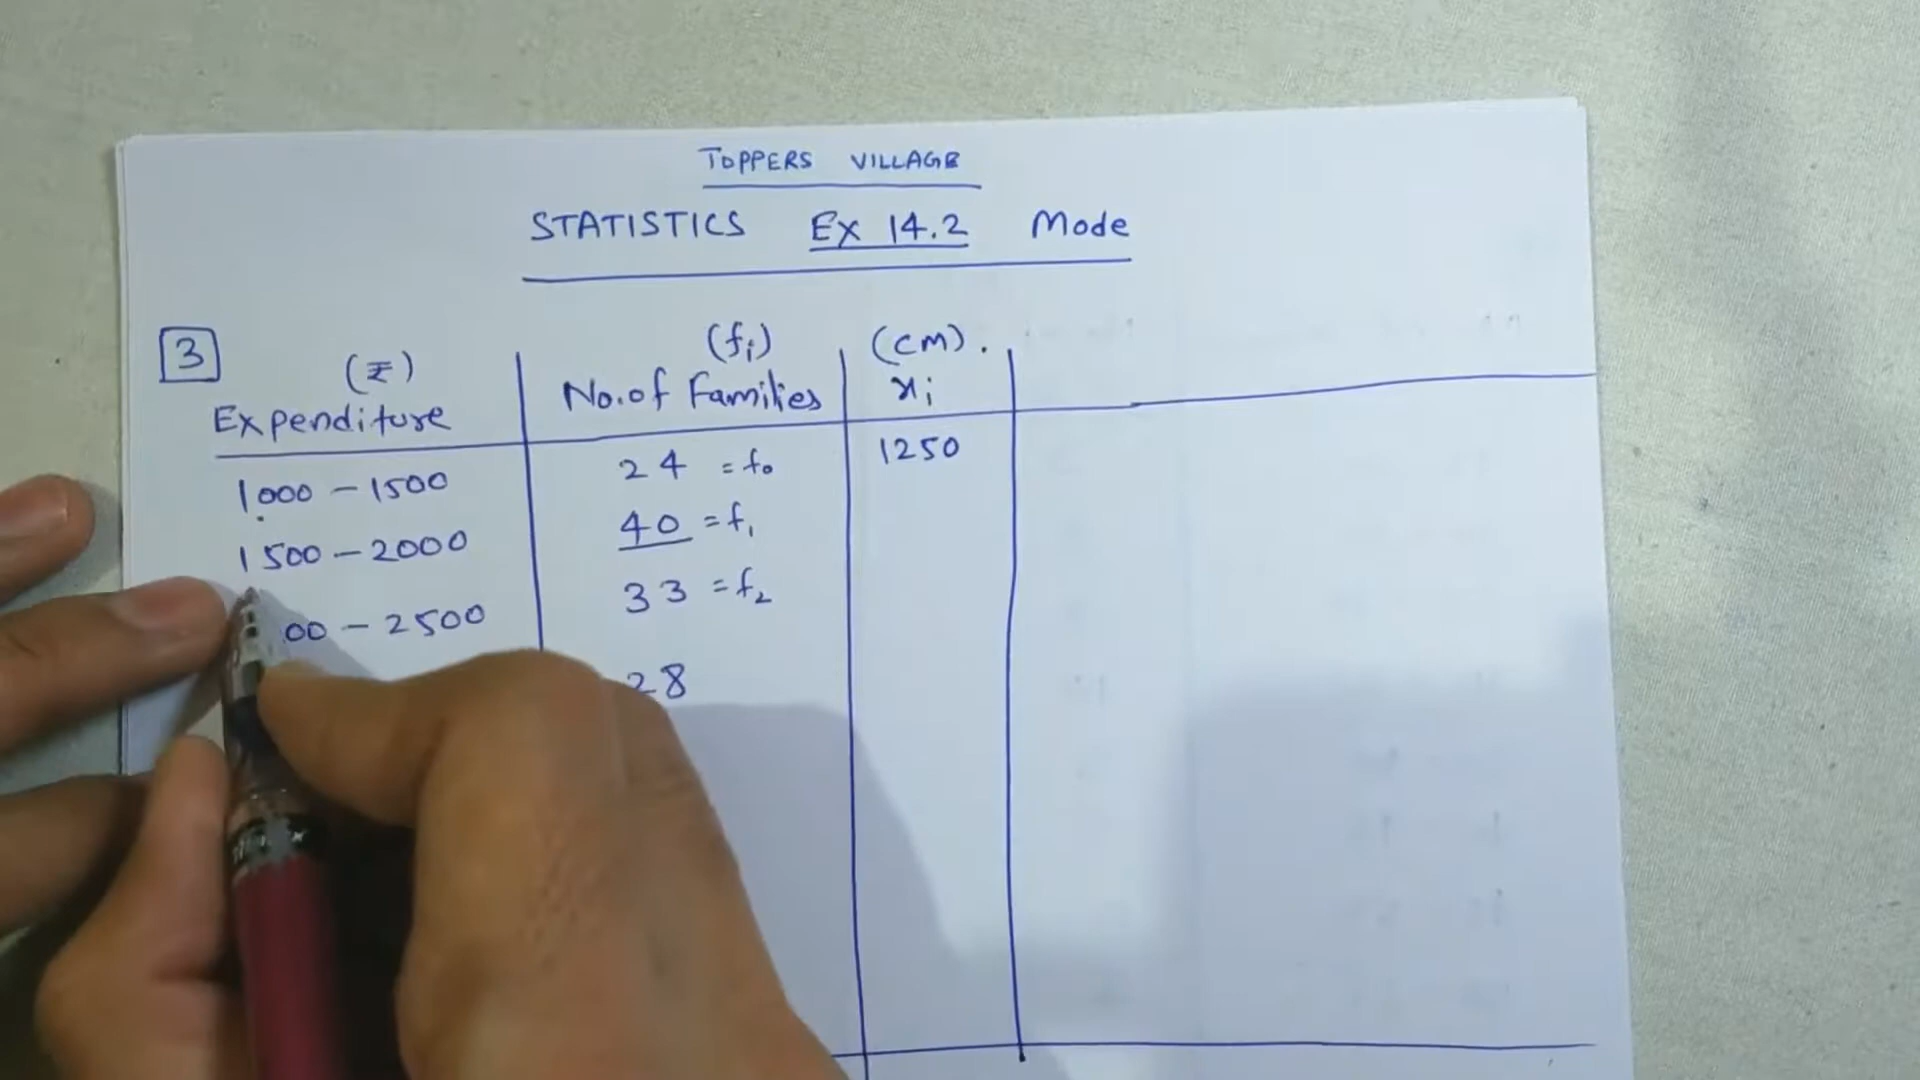 TOPPERS VILLAGE
STATISTICS Ex 14.2 Mode
3
(₹) (fi) (cm).
Expenditure No.of Families xi
1000 - 1500 24 = f₀ 1250
1500 - 2000 40 = f₁
00 - 2500 33 = f₂
28